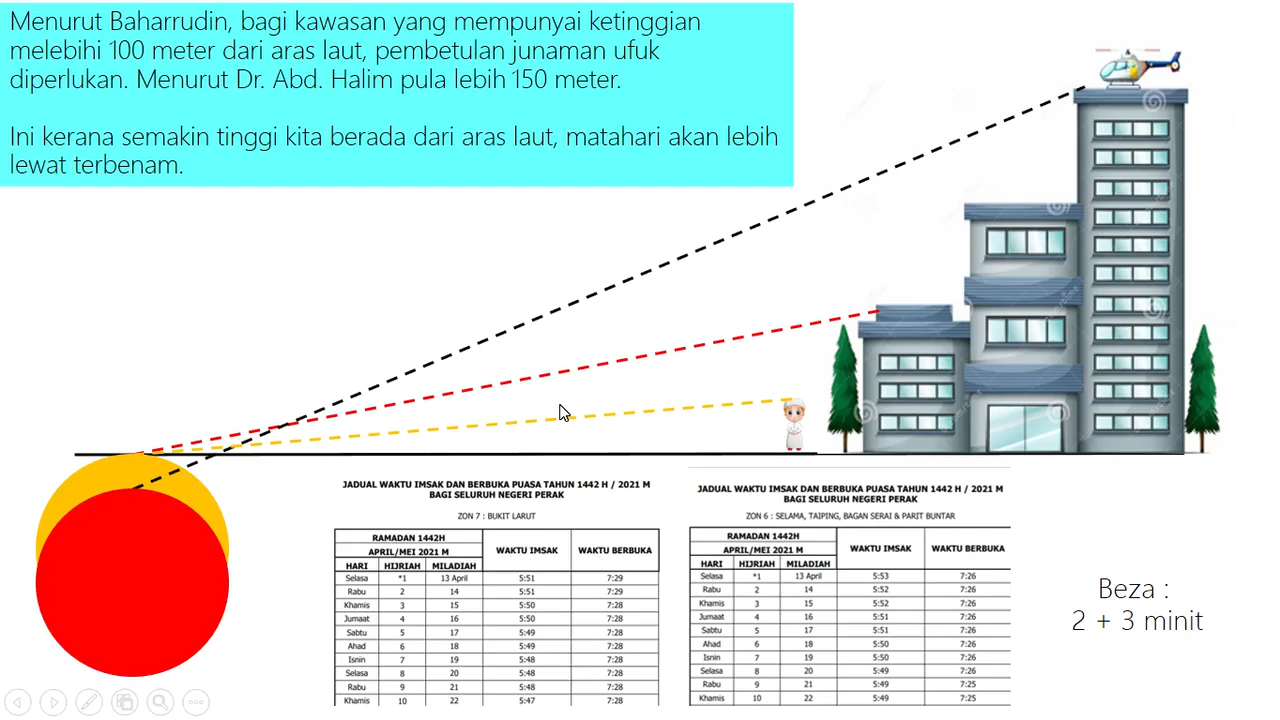 Menurut Baharrudin, bagi kawasan yang mempunyai ketinggian
melebihi 100 meter dari aras laut, pembetulan junaman ufuk
diperlukan. Menurut Dr. Abd. Halim pula lebih 150 meter.
Ini kerana semakin tinggi kita berada dari aras laut, matahari akan lebih
lewat terbenam.
JADUAL WAKTU IMSAK DAN BERBUKA PUASA TAHUN 1442 H / 2021 M
BAGI SELURUH NEGERI PERAK
ZON 7 : BUKIT LARUT
RAMADAN 1442H
APRIL/MEI 2021 M
WAKTU IMSAK WAKTU BERBUKA
HARI HIJRIAH MILADIAH
Selasa *1 13 April 5:51 7:29
Rabu 2 14 5:51 7:29
Khamis 3 15 5:50 7:28
Jumaat 4 16 5:50 7:28
Sabtu 5 17 5:49 7:28
Ahad 6 18 5:49 7:28
Isnin 7 19 5:48 7:28
Selasa 8 20 5:48 7:28
Rabu 9 21 5:48 7:28
Khamis 10 22 5:47 7:28
JADUAL WAKTU IMSAK DAN BERBUKA PUASA TAHUN 1442 H / 2021 M
BAGI SELURUH NEGERI PERAK
ZON 6 : SELAMA, TAIPING, BAGAN SERAI & PARIT BUNTAR
RAMADAN 1442H
APRIL/MEI 2021 M
WAKTU IMSAK WAKTU BERBUKA
HARI HIJRIAH MILADIAH
Selasa *1 13 April 5:53 7:26
Rabu 2 14 5:52 7:26
Khamis 3 15 5:52 7:26
Jumaat 4 16 5:51 7:26
Sabtu 5 17 5:51 7:26
Ahad 6 18 5:50 7:26
Isnin 7 19 5:50 7:26
Selasa 8 20 5:49 7:26
Rabu 9 21 5:49 7:25
Khamis 10 22 5:49 7:25
Beza :
2 + 3 minit